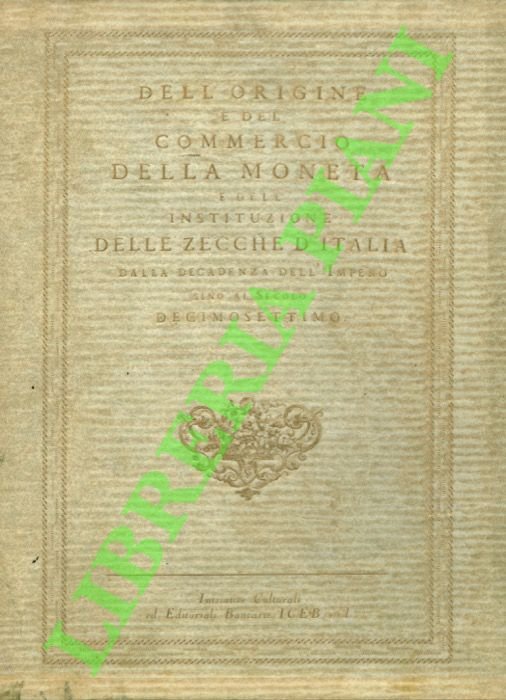 DELL'ORIGINE
E DEL
COMMERCIO
DELLA MONETA
E DELL'
INSTITUZIONE
DELLE ZECCHE D'ITALIA
DALLA DECADENZA DELL'IMPERO
SINO AL SECOLO
DECIMOSETTIMO
Iniziative Culturali
ed Editoriali Bancarie ICEB
LIBRERIA PIANI